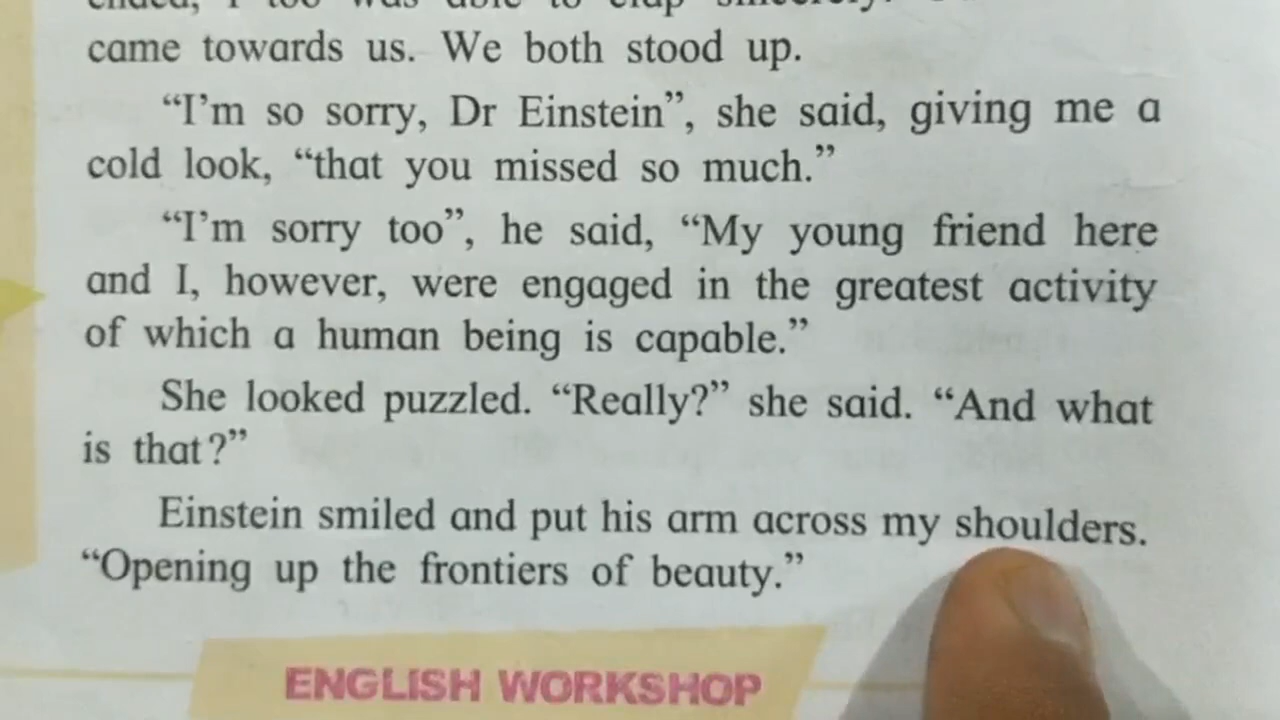 came towards us. We both stood up.
“I’m so sorry, Dr Einstein”, she said, giving me a
cold look, “that you missed so much.”
“I’m sorry too”, he said, “My young friend here
and I, however, were engaged in the greatest activity
of which a human being is capable.”
She looked puzzled. “Really?” she said. “And what
is that?”
Einstein smiled and put his arm across my shoulders.
“Opening up the frontiers of beauty.”
ENGLISH WORKSHOP